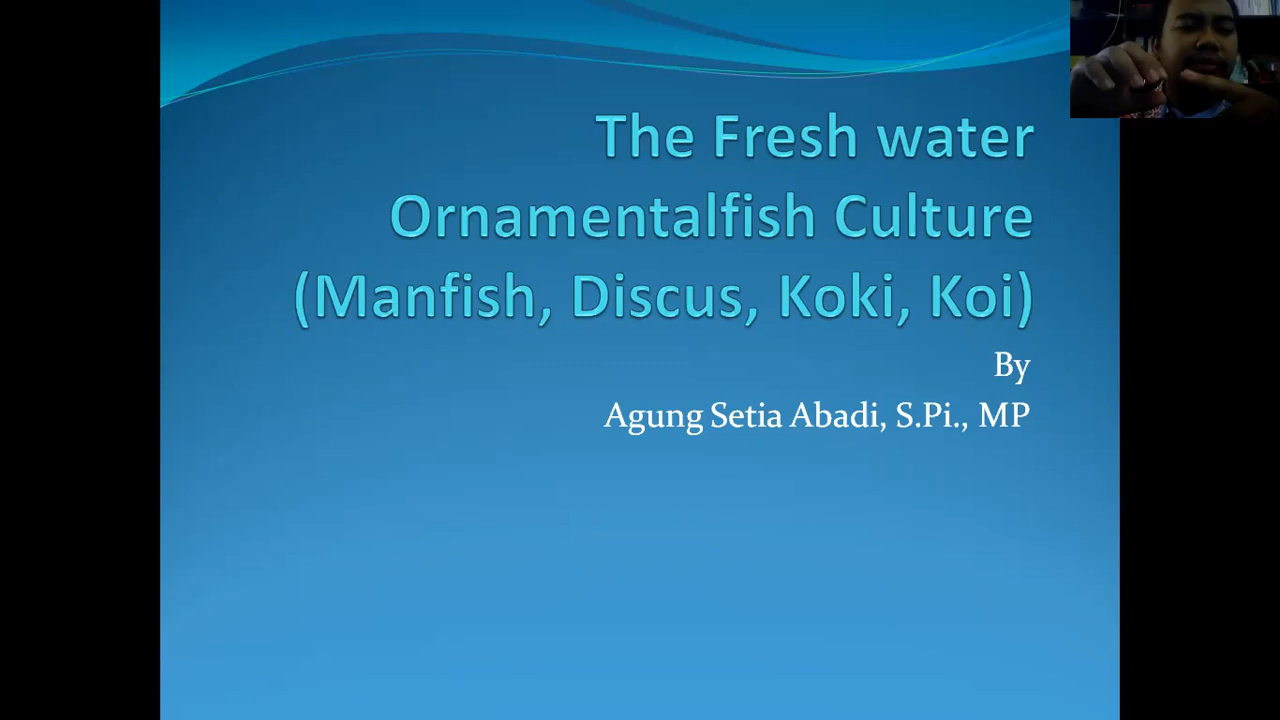 The Fresh water
Ornamentalfish Culture
(Manfish, Discus, Koki, Koi)
By
Agung Setia Abadi, S.Pi., MP